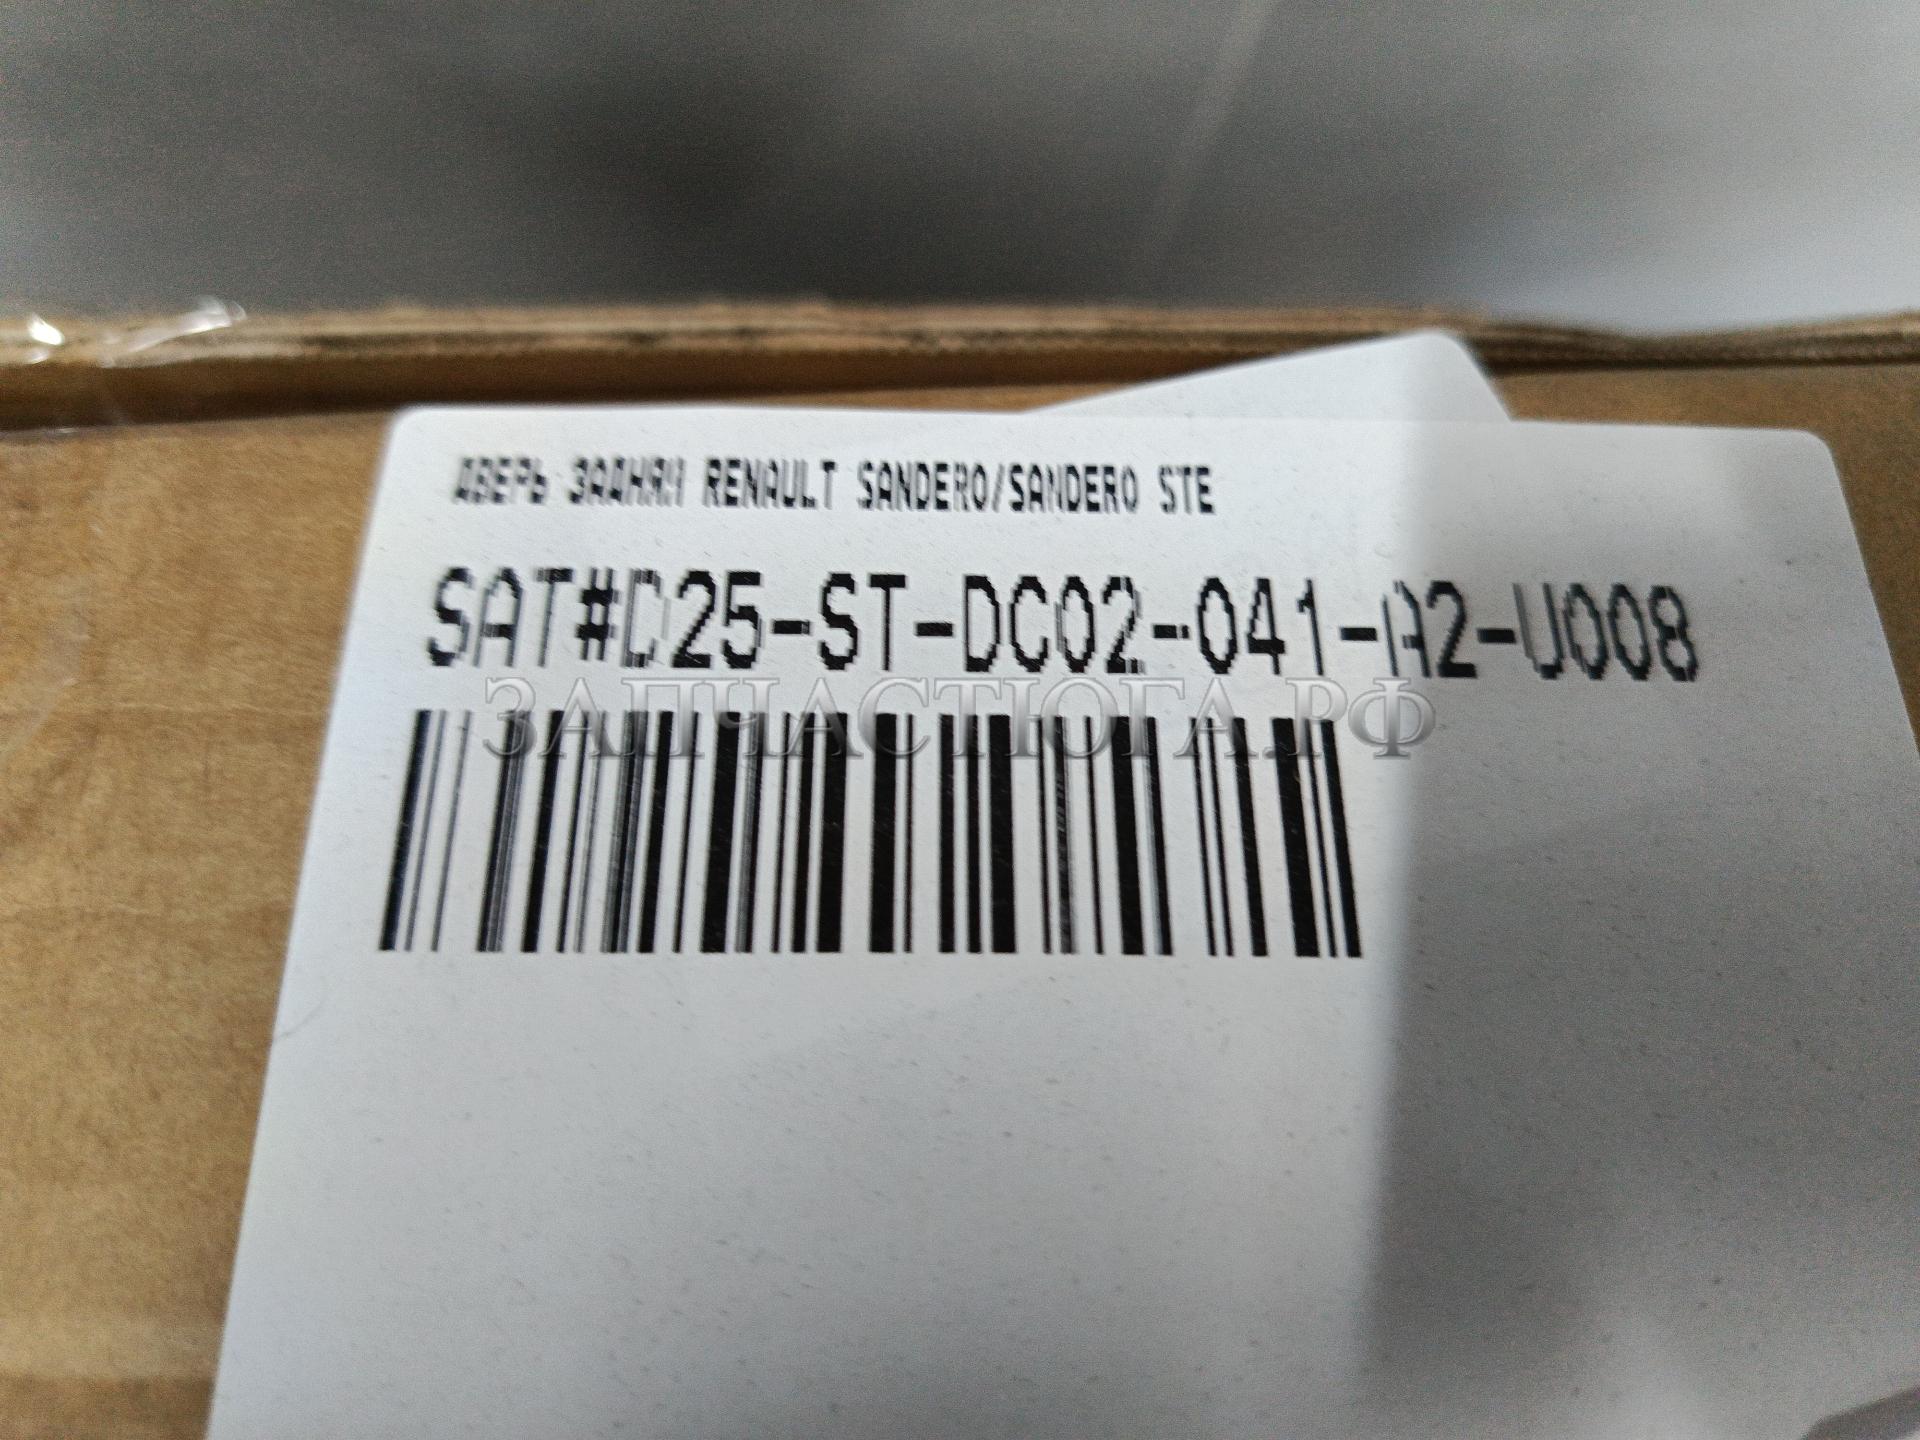 ДВЕРЬ ЗАДНЯЯ RENAULT SANDERO/SANDERO STE
SAT#D25-ST-DC02-041-A2-U008
ЗАПЧАСТЮГА.РФ